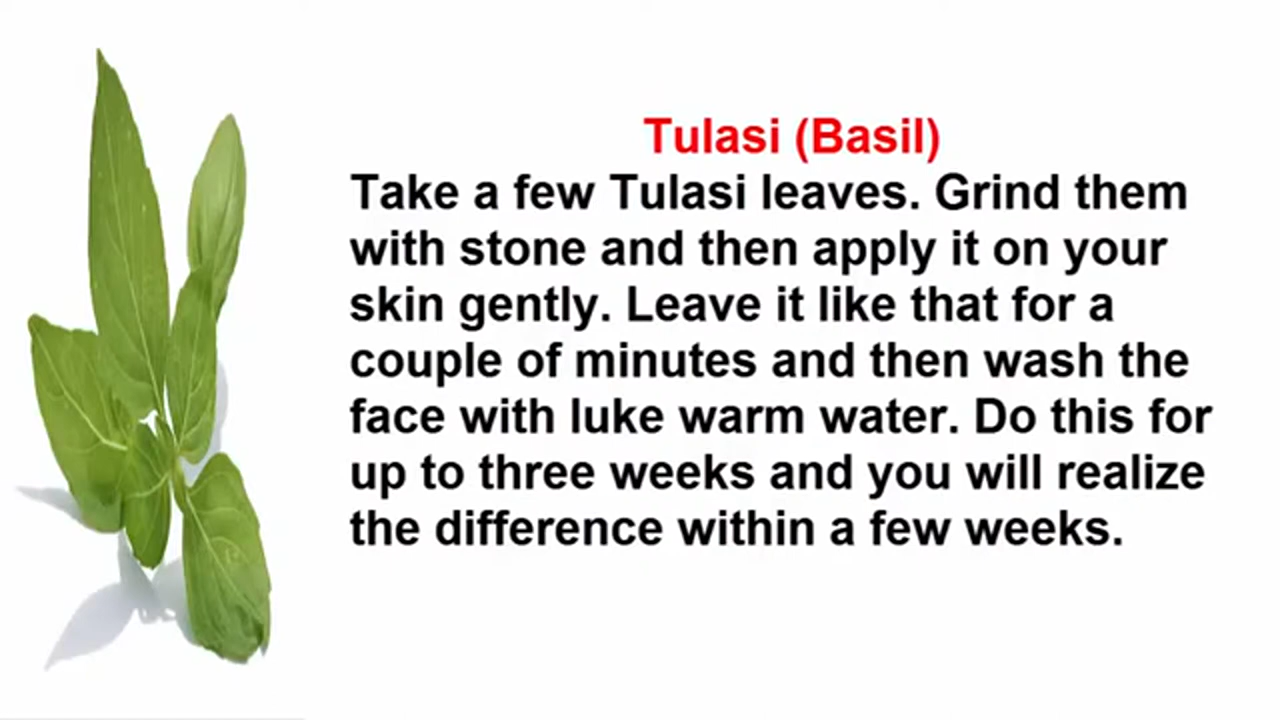 Tulasi (Basil)
Take a few Tulasi leaves. Grind them
with stone and then apply it on your
skin gently. Leave it like that for a
couple of minutes and then wash the
face with luke warm water. Do this for
up to three weeks and you will realize
the difference within a few weeks.